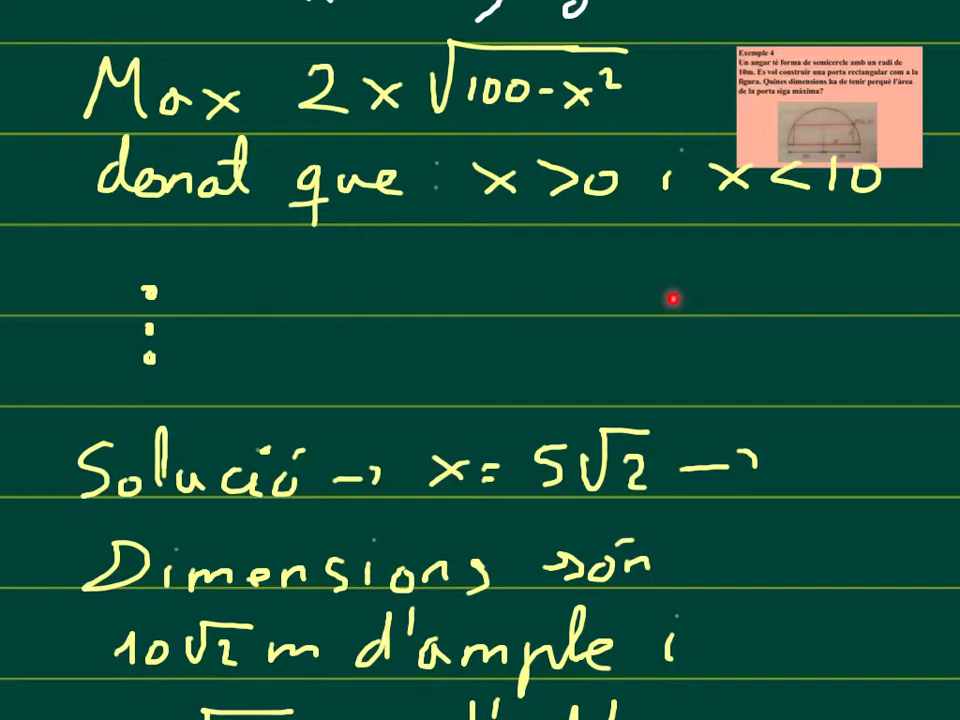 Max 2x√100-x²
Exemple 4
Un angar té forma de semicercle amb un radi de
10m. Es vol construir una porta rectangular com a la
figura. Quines dimensions ha de tenir perquè l'àrea
de la porta siga màxima?
donat que : x>0 i x<10
Solució → x= 5√2 →
Dimensions són
10√2 m d'ample i